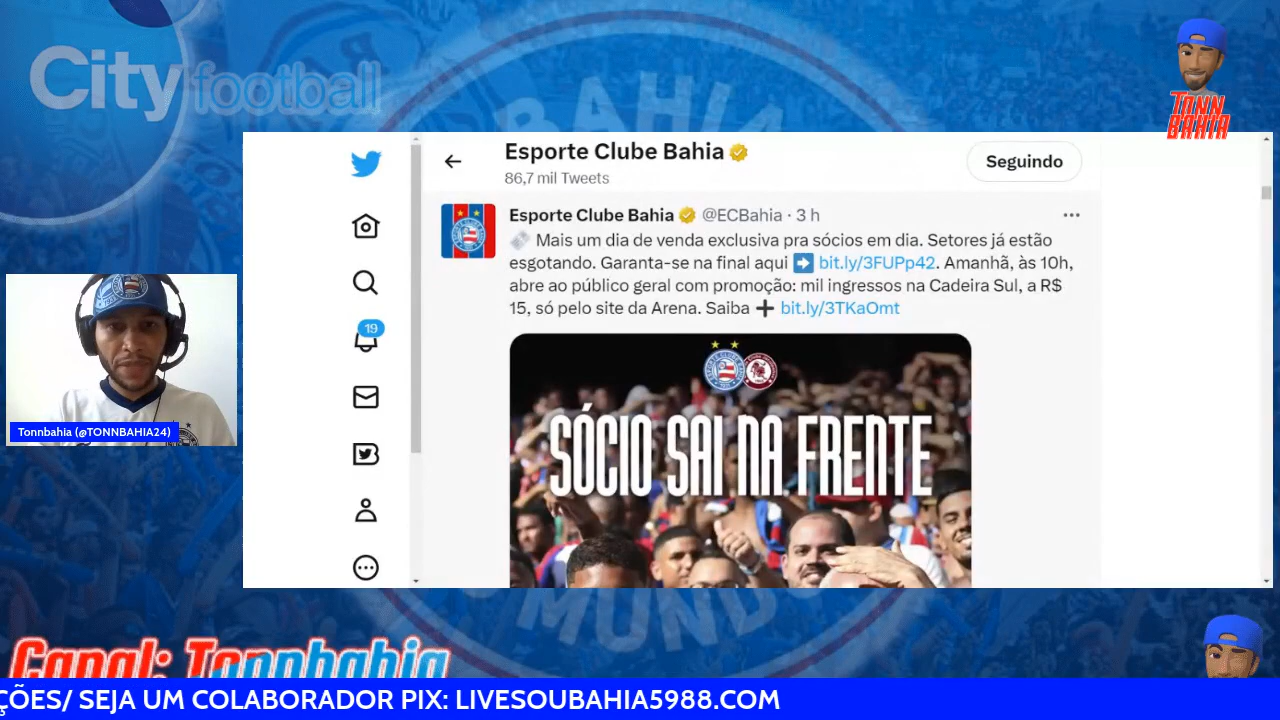 City football
TONN
BAHIA
BAHIA
Esporte Clube Bahia
86,7 mil Tweets
Seguindo
Esporte Clube Bahia @ECBahia · 3 h
Mais um dia de venda exclusiva pra sócios em dia. Setores já estão
esgotando. Garanta-se na final aqui ➡ bit.ly/3FUPp42. Amanhã, às 10h,
abre ao público geral com promoção: mil ingressos na Cadeira Sul, a R$
15, só pelo site da Arena. Saiba ➕ bit.ly/3TKaOmt
19
SÓCIO SAI NA FRENTE
Tonnbahia (@TONNBAHIA24)
MUNDO
Canal: Tonnbahia
ÇÕES/ SEJA UM COLABORADOR PIX: LIVESOUBAHIA5988.COM